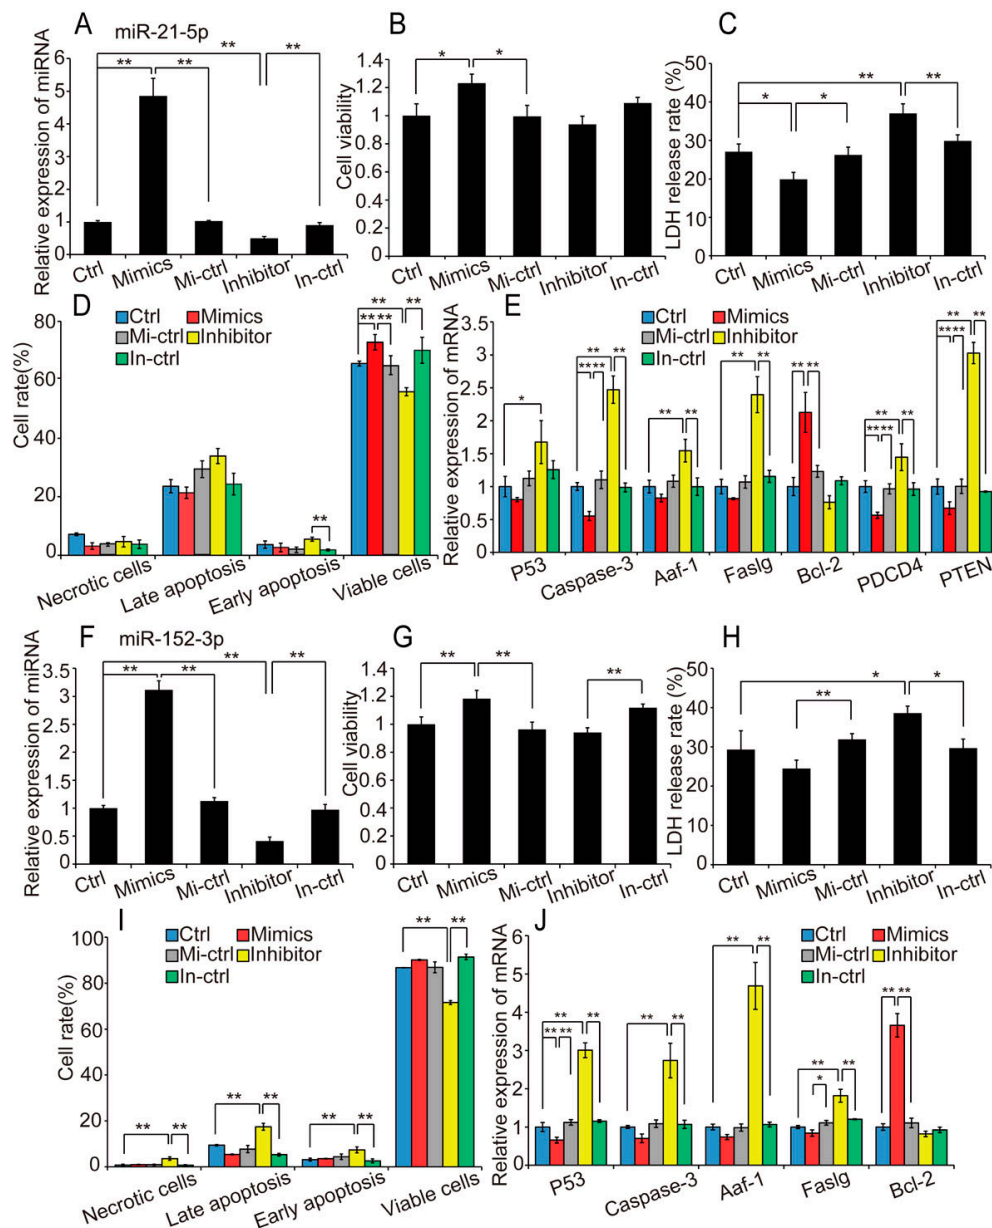 A
miR-21-5p
Relative expression of miRNA
6
5
4
3
2
1
0
** ** ** **
Ctrl Mimics Mi-ctrl Inhibitor In-ctrl
B
Cell viability
1.4
1.2
1
0.8
0.6
0.4
0.2
0
* *
Ctrl Mimics Mi-ctrl Inhibitor In-ctrl
C
LDH release rate (%)
50
40
30
20
10
0
* * ** **
Ctrl Mimics Mi-ctrl Inhibitor In-ctrl
D
Cell rate(%)
80
60
40
20
0
Ctrl Mimics
Mi-ctrl Inhibitor
In-ctrl
** ** ** ** **
**
Necrotic cells Late apoptosis Early apoptosis Viable cells
E
Relative expression of mRNA
3.5
3
2.5
2
1.5
1
0.5
0
Ctrl Mimics
Mi-ctrl Inhibitor
In-ctrl
*
** ** ** **
** **
** **
** **
** ** ** **
** ** ** **
P53 Caspase-3 Aaf-1 Faslg Bcl-2 PDCD4 PTEN
F
miR-152-3p
Relative expression of miRNA
3.5
3
2.5
2
1.5
1
0.5
0
** ** ** **
Ctrl Mimics Mi-ctrl Inhibitor In-ctrl
G
Cell viability
1.4
1.2
1
0.8
0.6
0.4
0.2
0
** ** **
Ctrl Mimics Mi-ctrl Inhibitor In-ctrl
H
LDH release rate (%)
50
40
30
20
10
0
** * *
Ctrl Mimics Mi-ctrl Inhibitor In-ctrl
I
Cell rate(%)
100
80
60
40
20
0
Ctrl Mimics
Mi-ctrl Inhibitor
In-ctrl
** **
** **
** **
** **
Necrotic cells Late apoptosis Early apoptosis Viable cells
J
Relative expression of mRNA
6
5
4
3
2
1
0
Ctrl Mimics
Mi-ctrl Inhibitor
In-ctrl
** ** ** **
** **
** **
** * **
** **
P53 Caspase-3 Aaf-1 Faslg Bcl-2